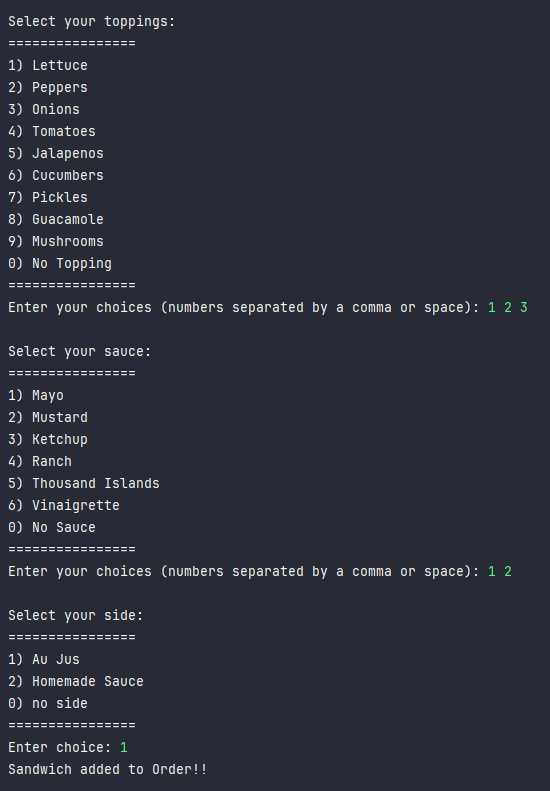 Select your toppings:
================
1) Lettuce
2) Peppers
3) Onions
4) Tomatoes
5) Jalapenos
6) Cucumbers
7) Pickles
8) Guacamole
9) Mushrooms
0) No Topping
================
Enter your choices (numbers separated by a comma or space): 1 2 3
Select your sauce:
================
1) Mayo
2) Mustard
3) Ketchup
4) Ranch
5) Thousand Islands
6) Vinaigrette
0) No Sauce
================
Enter your choices (numbers separated by a comma or space): 1 2
Select your side:
================
1) Au Jus
2) Homemade Sauce
0) no side
================
Enter choice: 1
Sandwich added to Order!!